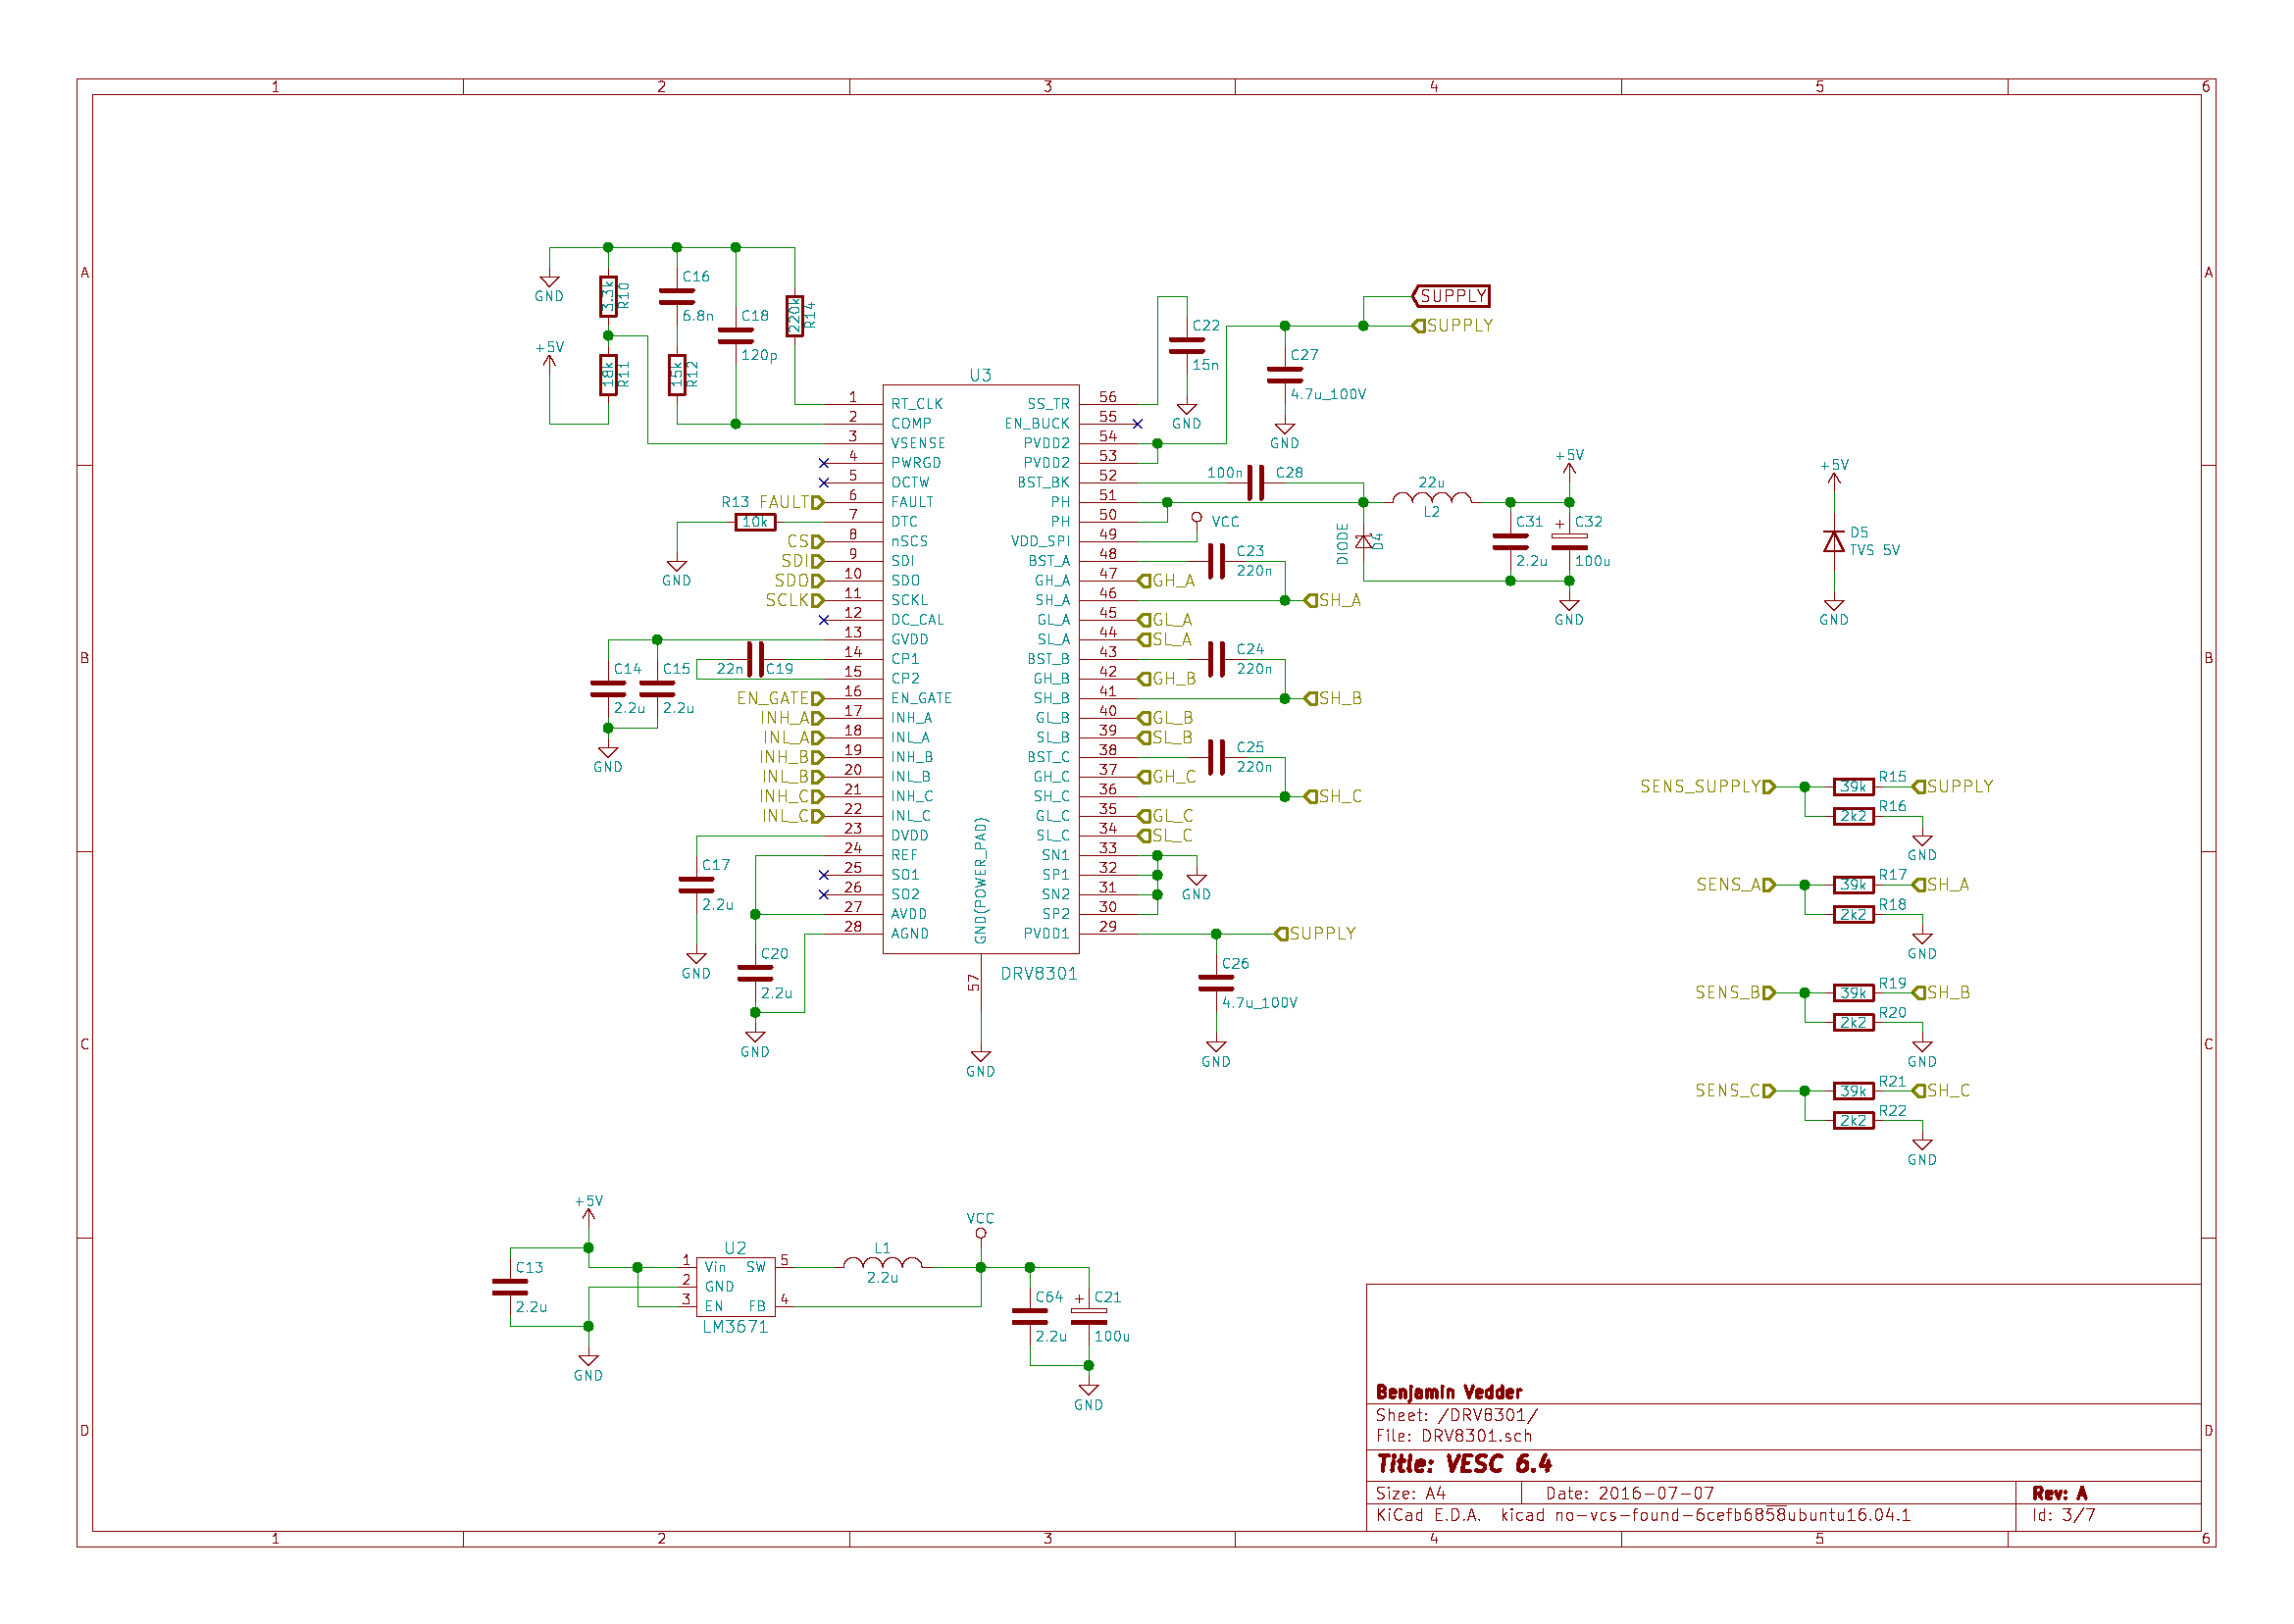 1 2 3 4 5 6
A A
B B
C C
D D
1 2 3 4 5 6
GND
3.3k R10
+5V
18k R11
C16
6.8n
15k R12
C18
120p
220k R14
U3
1 RT_CLK
2 COMP
3 VSENSE
4 PWRGD
5 OCTW
R13 FAULT 6 FAULT
10k 7 DTC
GND
CS 8 nSCS
SDI 9 SDI
SDO 10 SDO
SCLK 11 SCKL
12 DC_CAL
13 GVDD
22n C19 14 CP1
15 CP2
C14 C15
2.2u 2.2u
GND
EN_GATE 16 EN_GATE
INH_A 17 INH_A
INL_A 18 INL_A
INH_B 19 INH_B
INL_B 20 INL_B
INH_C 21 INH_C
INL_C 22 INL_C
23 DVDD
24 REF
25 SO1
26 SO2
27 AVDD
28 AGND
C17
2.2u
GND
C20
2.2u
GND
GND(POWER_PAD)
57
GND
DRV8301
SS_TR 56
EN_BUCK 55
PVDD2 54
PVDD2 53
BST_BK 52
PH 51
PH 50
VDD_SPI 49
BST_A 48
GH_A 47 GH_A
SH_A 46 SH_A
GL_A 45 GL_A
SL_A 44 SL_A
BST_B 43
GH_B 42 GH_B
SH_B 41 SH_B
GL_B 40 GL_B
SL_B 39 SL_B
BST_C 38
GH_C 37 GH_C
SH_C 36 SH_C
GL_C 35 GL_C
SL_C 34 SL_C
SN1 33
SP1 32
SN2 31
SP2 30
PVDD1 29 SUPPLY
C22
15n
GND
SUPPLY
SUPPLY
C27
4.7u_100V
GND
100n C28
VCC
C23
220n
C24
220n
C25
220n
GND
C26
4.7u_100V
GND
DIODE D4
22u
L2
+5V
C31
2.2u
C32
+
100u
GND
+5V
D5
TVS 5V
GND
SENS_SUPPLY 39k R15 SUPPLY
2k2 R16
GND
SENS_A 39k R17 SH_A
2k2 R18
GND
SENS_B 39k R19 SH_B
2k2 R20
GND
SENS_C 39k R21 SH_C
2k2 R22
GND
+5V
C13
2.2u
GND
U2
1 Vin SW 5
2 GND
3 EN FB 4
LM3671
L1
2.2u
VCC
C64
2.2u
+ C21
100u
GND
Benjamin Vedder
Sheet: /DRV8301/
File: DRV8301.sch
Title: VESC 6.4
Size: A4 Date: 2016-07-07 Rev: A
KiCad E.D.A. kicad no-vcs-found-6cefb6858ubuntu16.04.1 Id: 3/7